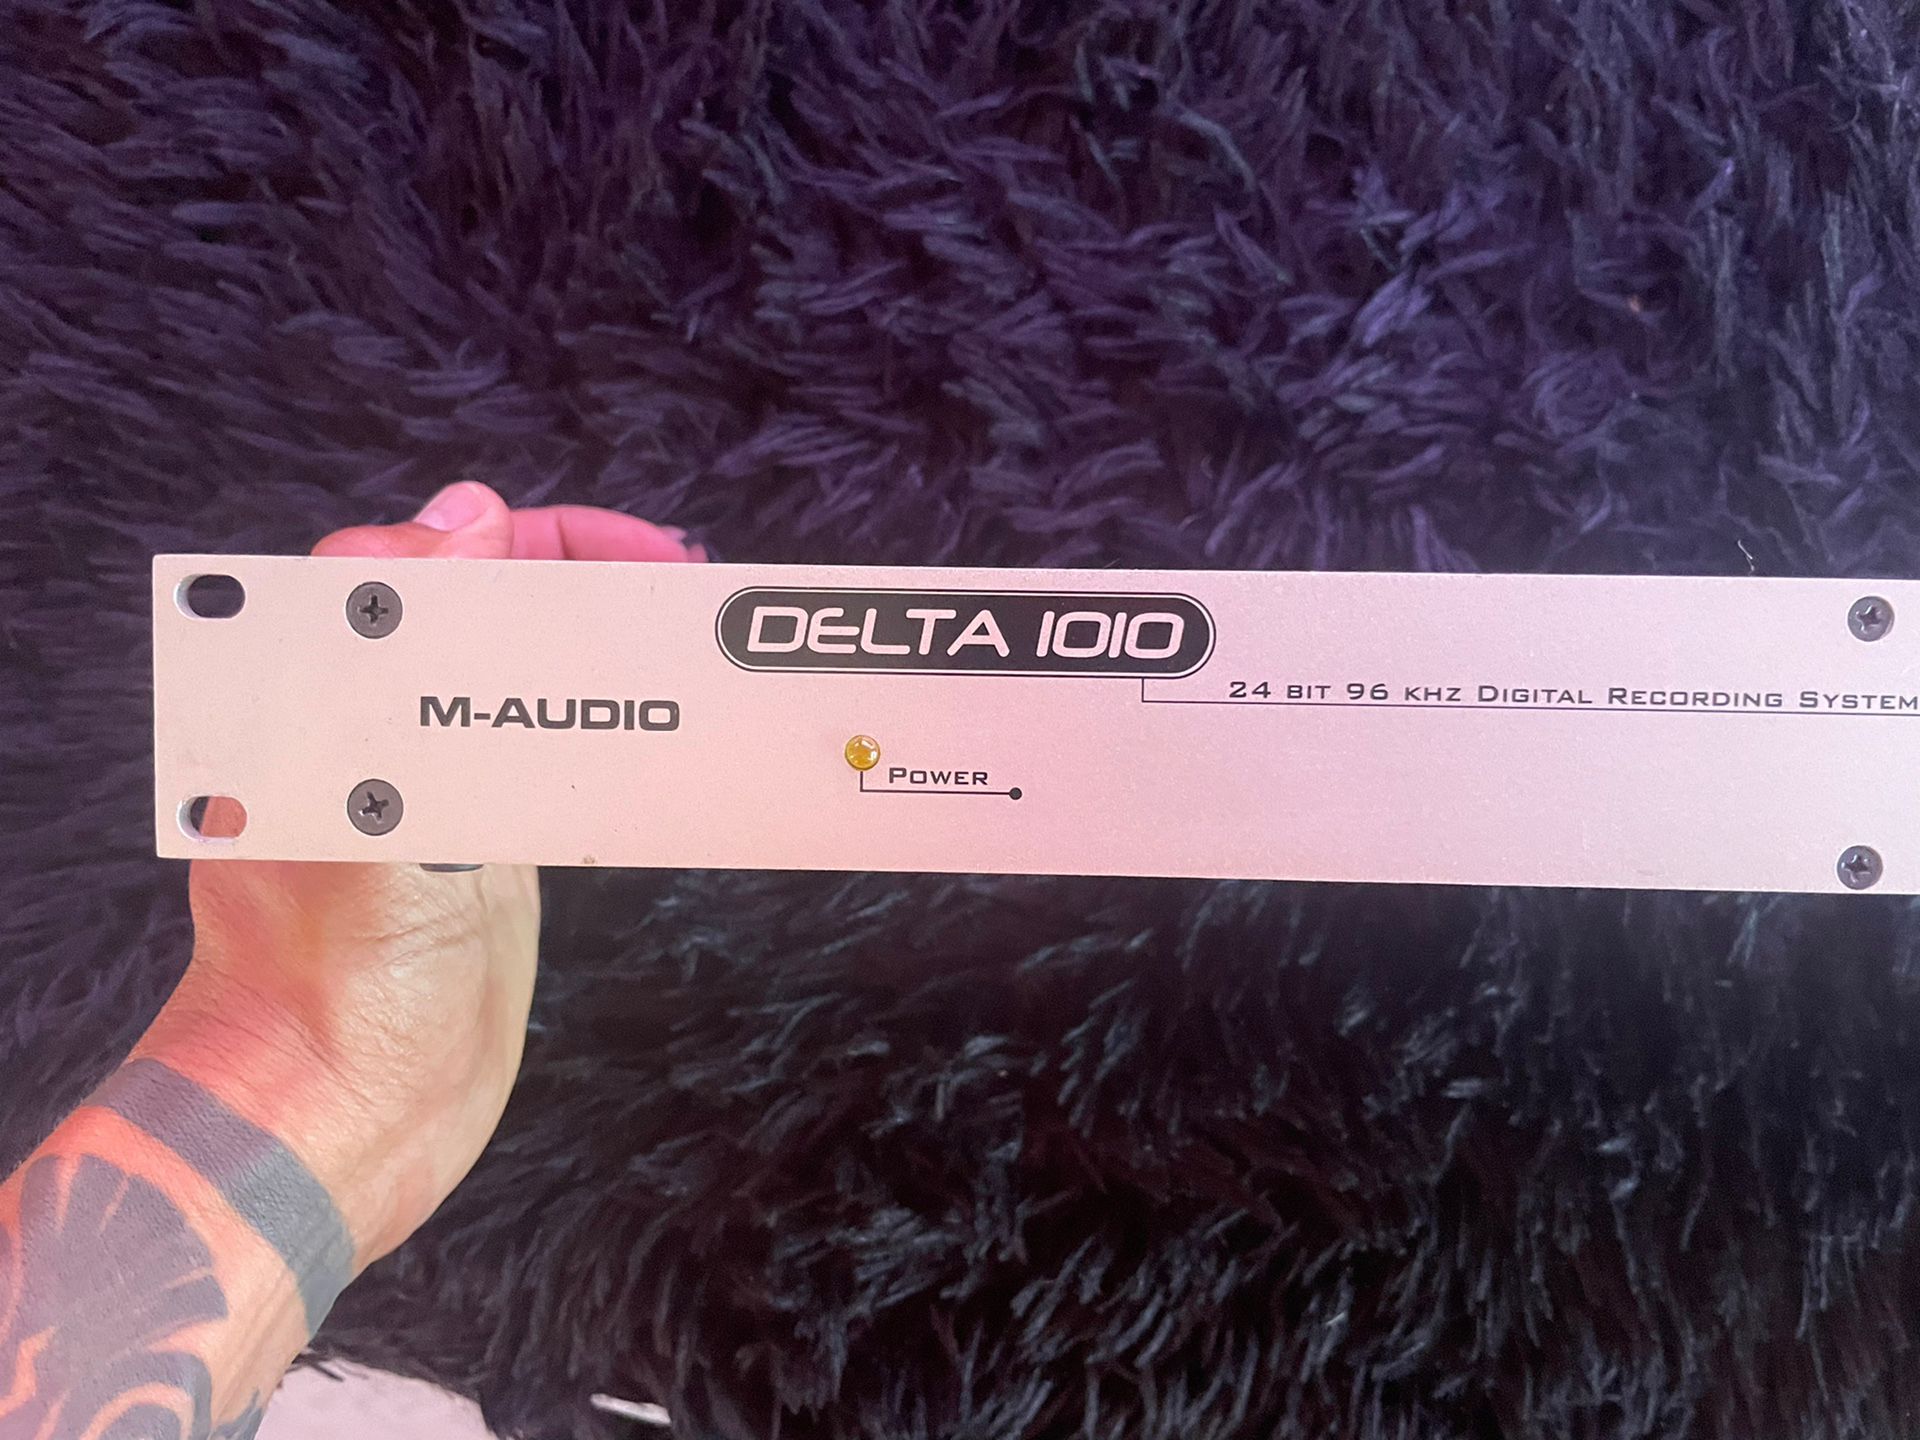 DELTA 1010
24 BIT 96 KHZ DIGITAL RECORDING SYSTEM
M-AUDIO
POWER